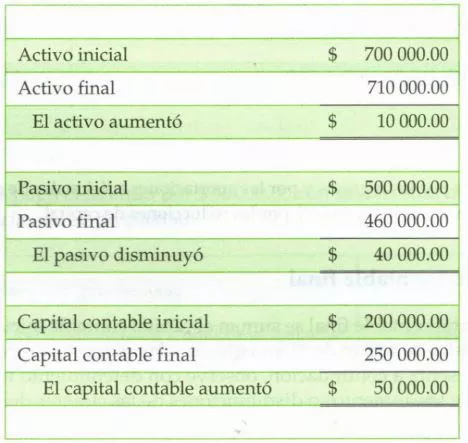 Activo inicial $ 700 000.00
Activo final 710 000.00
El activo aumentó $ 10 000.00
Pasivo inicial $ 500 000.00
Pasivo final 460 000.00
El pasivo disminuyó $ 40 000.00
Capital contable inicial $ 200 000.00
Capital contable final 250 000.00
El capital contable aumentó $ 50 000.00